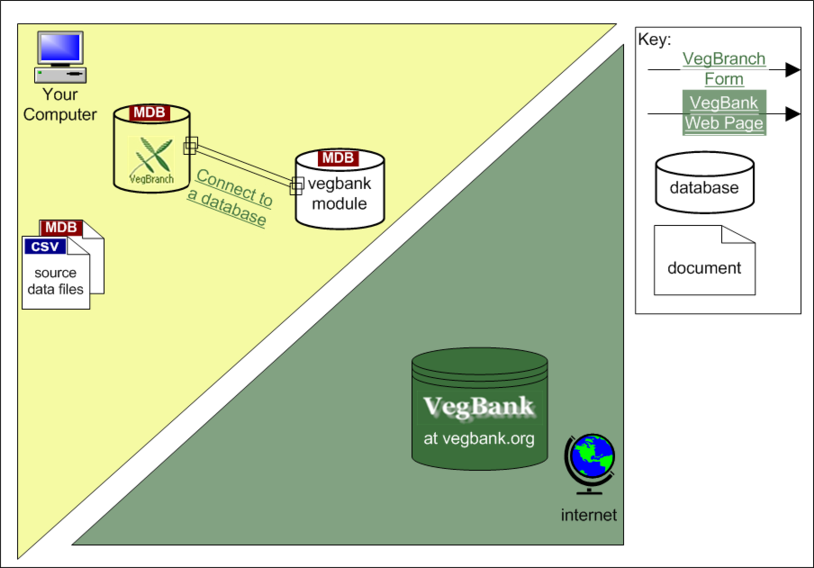 Your
Computer
MDB
VegBranch
Connect to
a database
MDB
vegbank
module
MDB
CSV
source
data files
VegBank
at vegbank.org
internet
Key:
VegBranch
Form
VegBank
Web Page
database
document